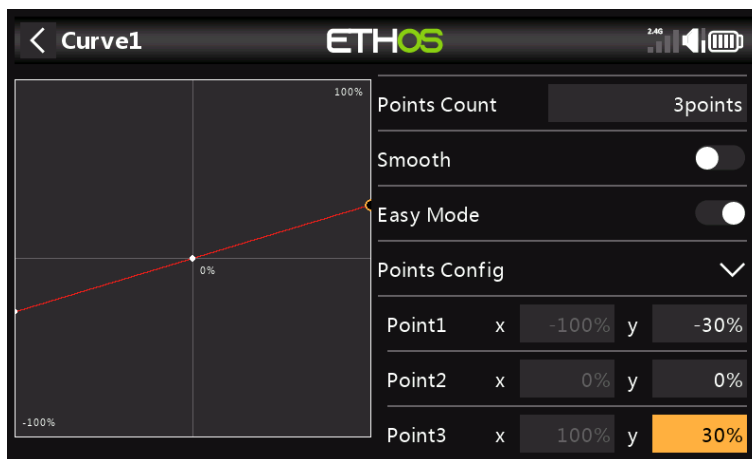 Curve1 ETHOS 2.4G
100%
0%
-100%
Points Count 3points
Smooth
Easy Mode
Points Config
Point1 x -100% y -30%
Point2 x 0% y 0%
Point3 x 100% y 30%